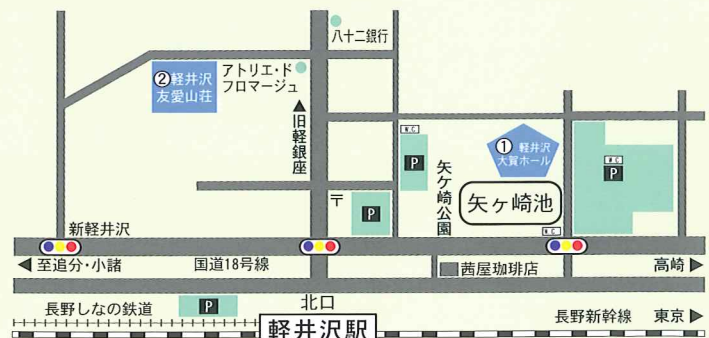 八十二銀行
②軽井沢
友愛山荘
アトリエ・ド
フロマージュ
▲旧軽銀座
W.C
P
①軽井沢
大賀ホール
W.C
P
矢ケ崎公園
矢ヶ崎池
〒
P
W.C
新軽井沢
◀至追分・小諸
国道18号線
茜屋珈琲店
高崎▶
長野しなの鉄道
P
北口
軽井沢駅
長野新幹線
東京▶